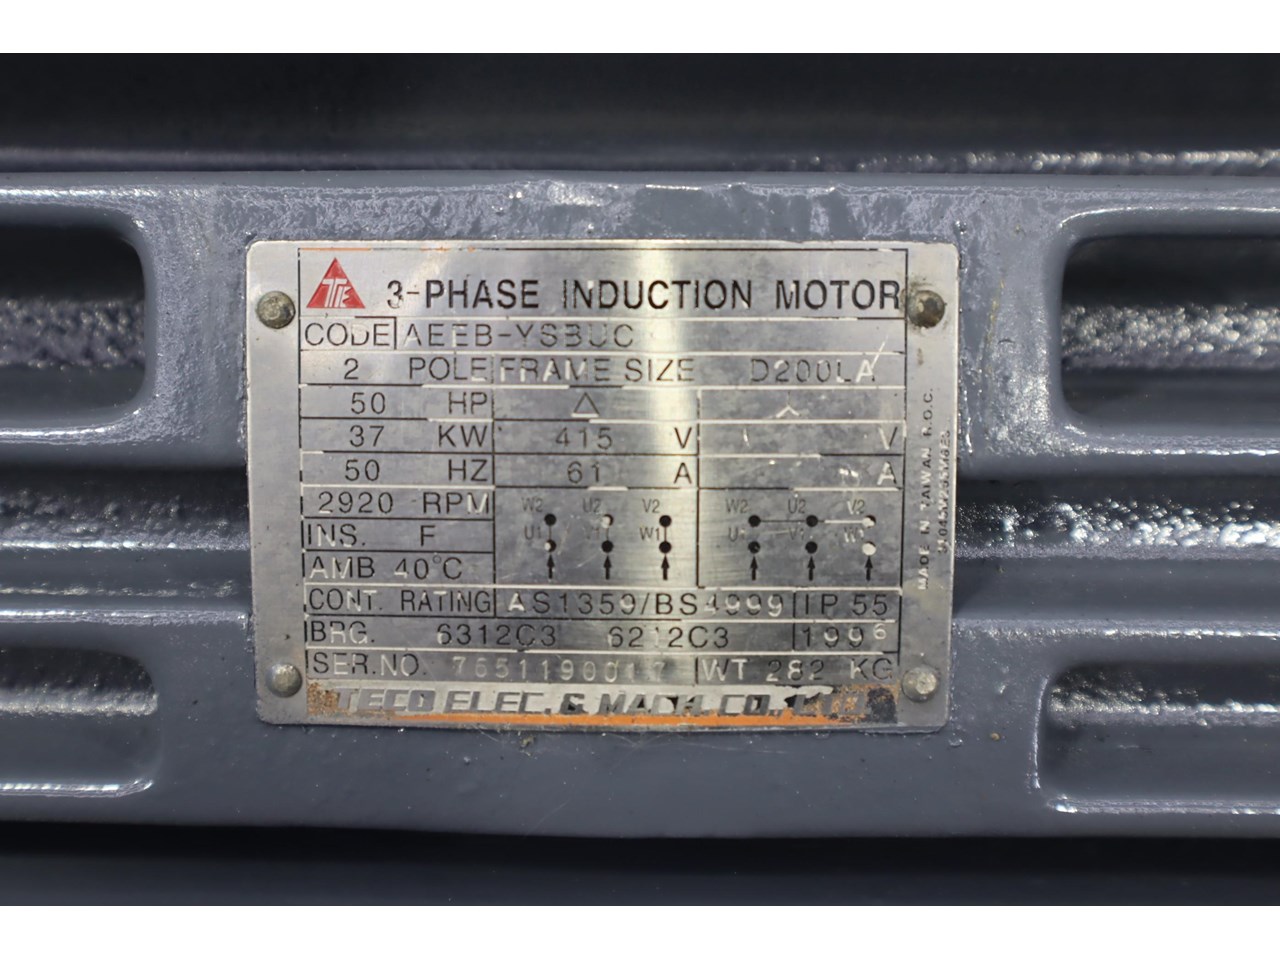 3-PHASE INDUCTION MOTOR
CODE AEEB-YSBUC
2 POLE FRAME SIZE D200LA
50 HP △
37 KW 415 V V
50 HZ 61 A A
2920 RPM W2 U2 V2 W2 U2 V2
INS. F U1 V1 W1
AMB 40°C
CONT. RATING AS1359/BS4999 IP 55
BRG. 6312C3 6212C3 1996
SER.NO. WT 282 KG
TECO ELEC. & MACH. CO., LTD
MADE IN TAIWAN R.O.C.